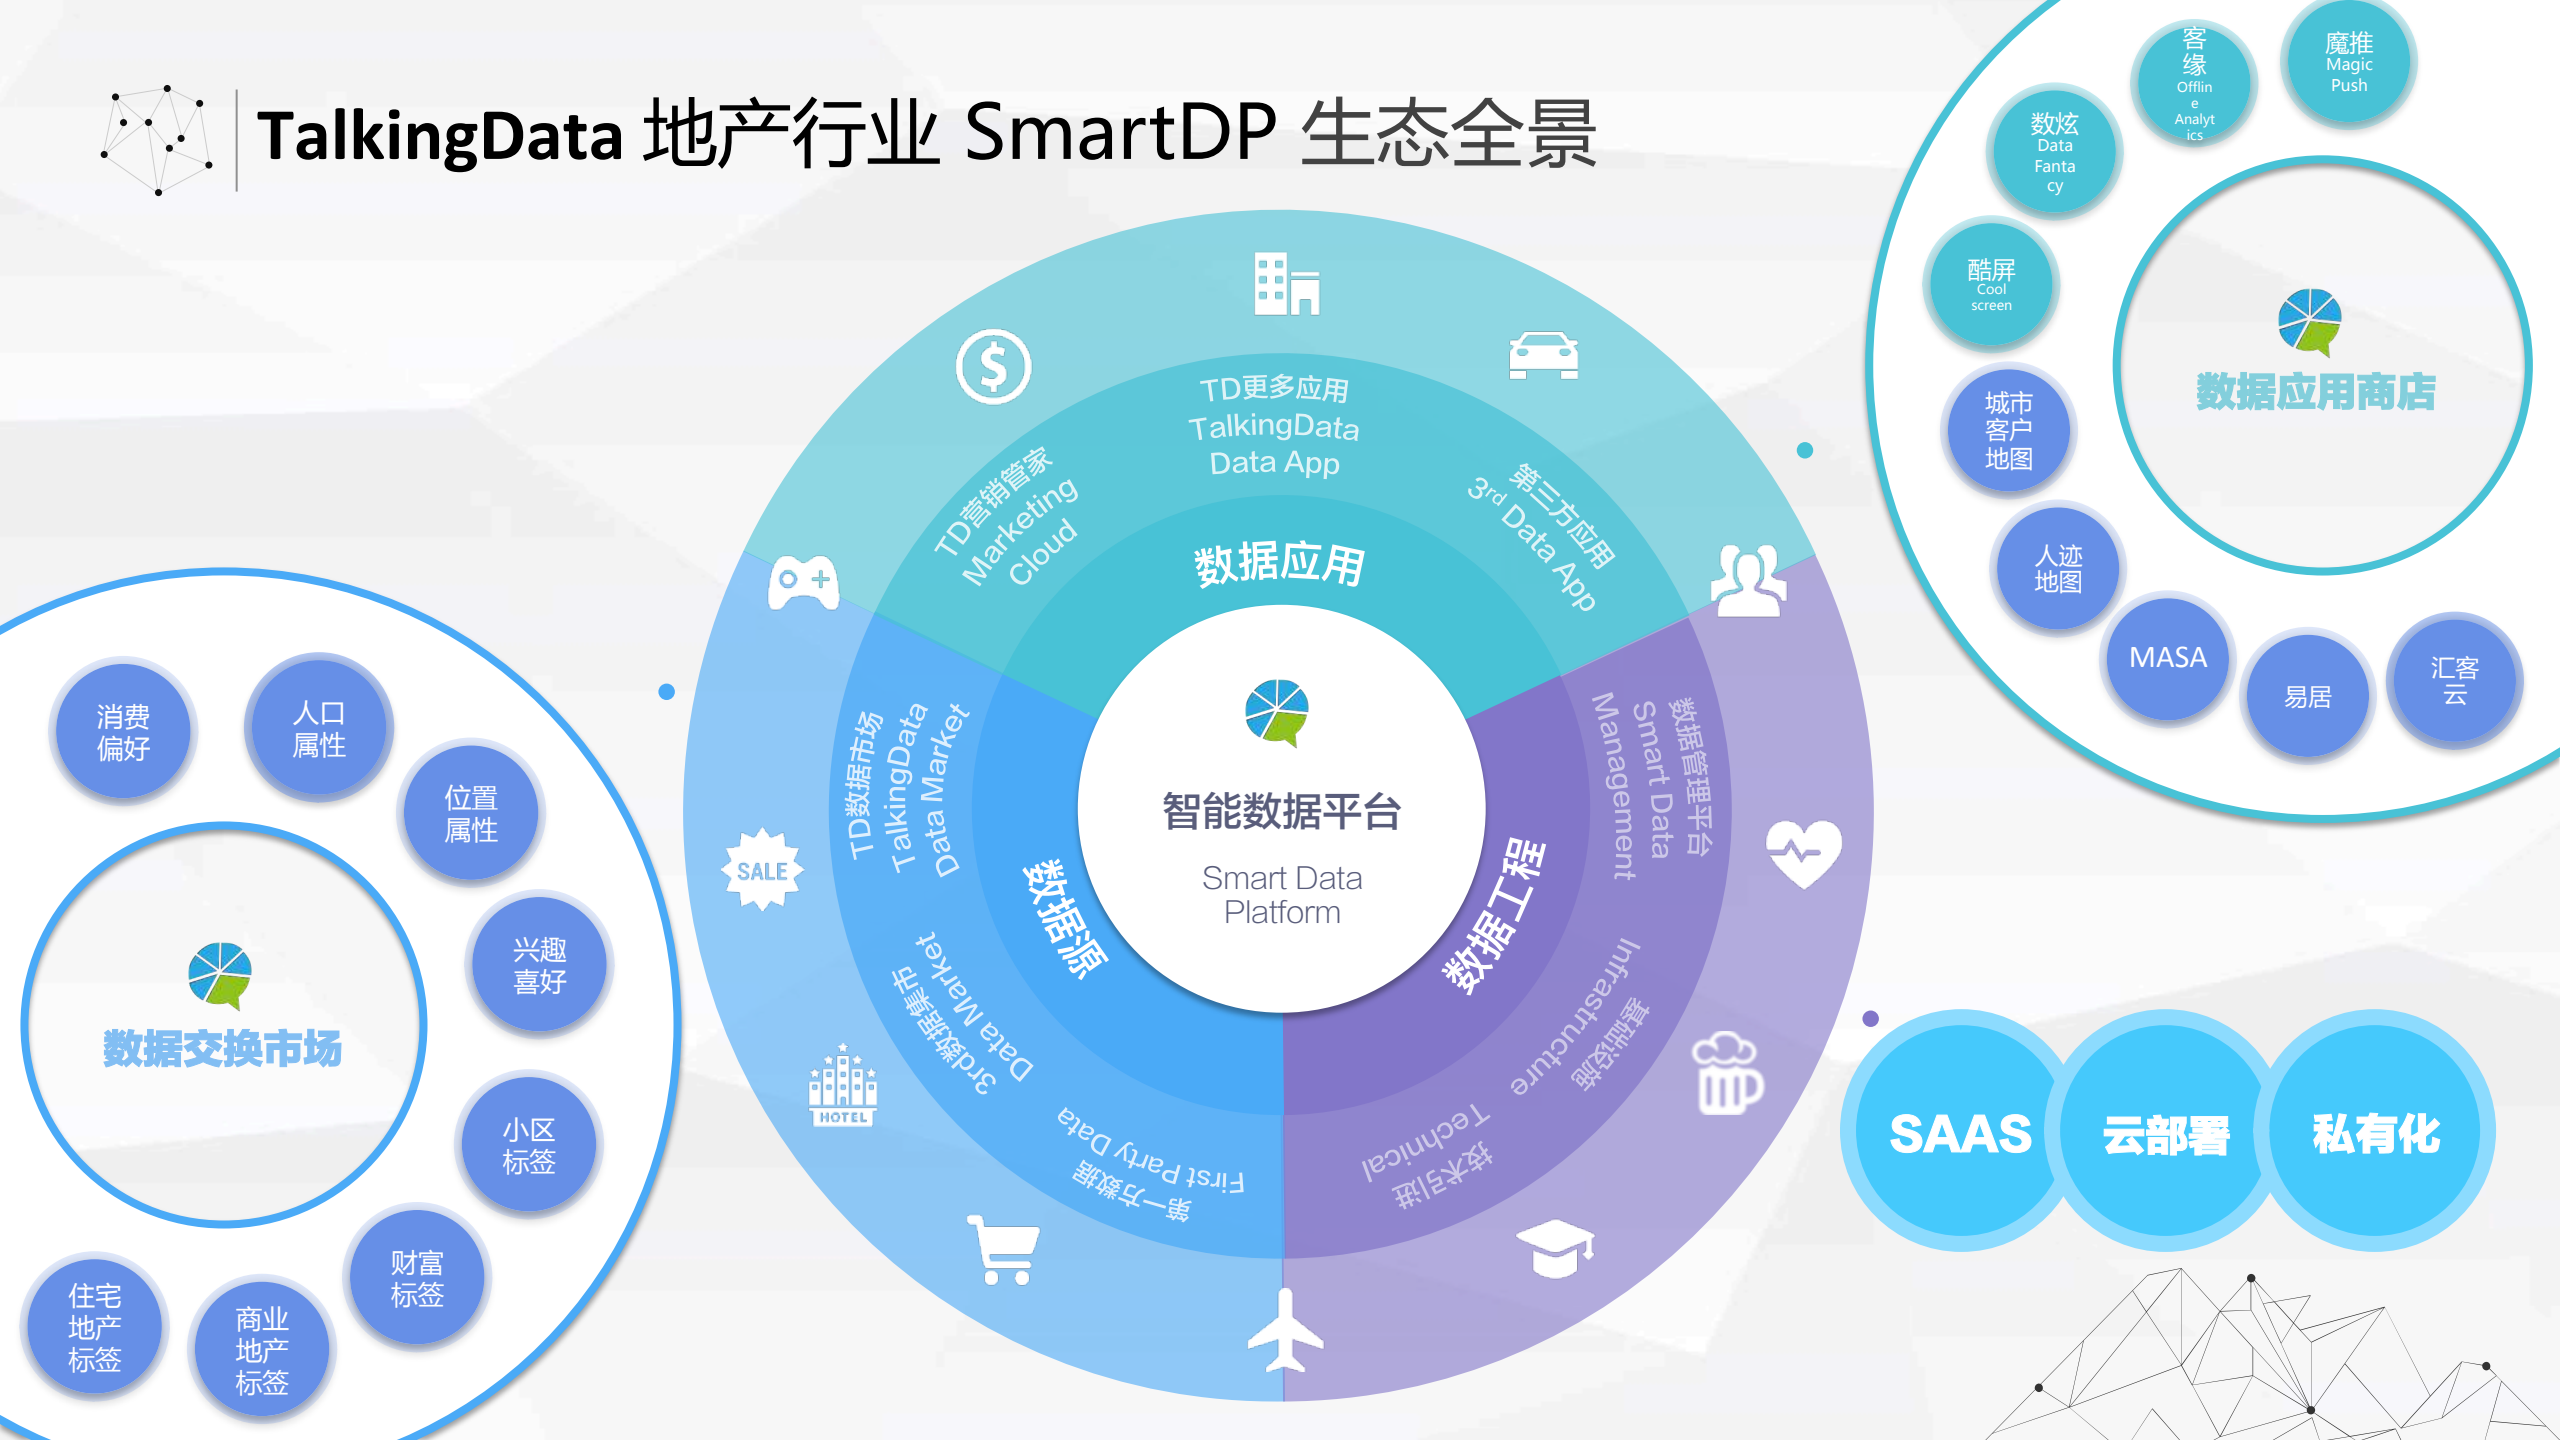 TalkingData 地产行业 SmartDP 生态全景
魔推
Magic
Push
客
缘
Offlin
e
Analyt
ics
数炫
Data
Fanta
cy
酷屏
Cool
screen
城市
客户
地图
人迹
地图
MASA
易居
汇客
云
数据应用商店
TD更多应用
TalkingData
Data App
TD营销管家
Marketing
Cloud
第三方应用
3rd Data App
数据应用
智能数据平台
Smart Data
Platform
数据源
TD数据市场
TalkingData
Data Market
3rd数据集市
Data Market
第一方数据
First Party Data
数据工程
数据管理平台
Smart Data
Management
基础设施
Infrastructure
技术引进
Technical
SALE
HOTEL
消费
偏好
人口
属性
位置
属性
兴趣
喜好
小区
标签
财富
标签
商业
地产
标签
住宅
地产
标签
数据交换市场
SAAS
云部署
私有化